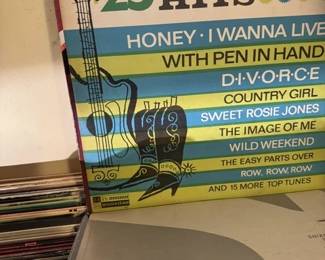 25 HITS
HONEY · I WANNA LIVE
WITH PEN IN HAND
D·I·V·O·R·C·E
COUNTRY GIRL
SWEET ROSIE JONES
THE IMAGE OF ME
WILD WEEKEND
THE EASY PARTS OVER
ROW, ROW, ROW
AND 15 MORE TOP TUNES